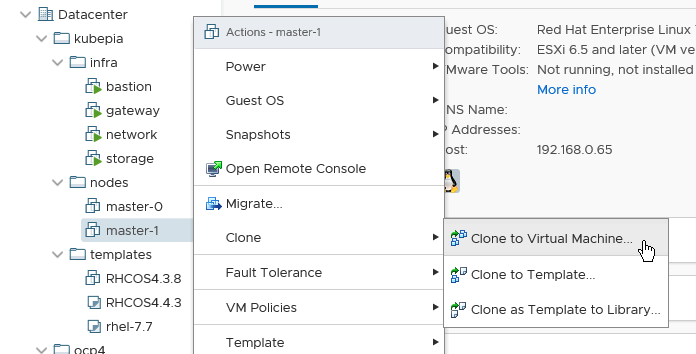 Datacenter
kubepia
infra
bastion
gateway
network
storage
nodes
master-0
master-1
templates
RHCOS4.3.8
RHCOS4.4.3
rhel-7.7
ocp4
Actions - master-1
Power
Guest OS
Snapshots
Open Remote Console
Migrate...
Clone
Fault Tolerance
VM Policies
Template
Clone to Virtual Machine...
Clone to Template...
Clone as Template to Library...
uest OS: Red Hat Enterprise Linux
ompatibility: ESXi 6.5 and later (VM ve
Mware Tools: Not running, not installed
More info
NS Name:
P Addresses:
ost: 192.168.0.65